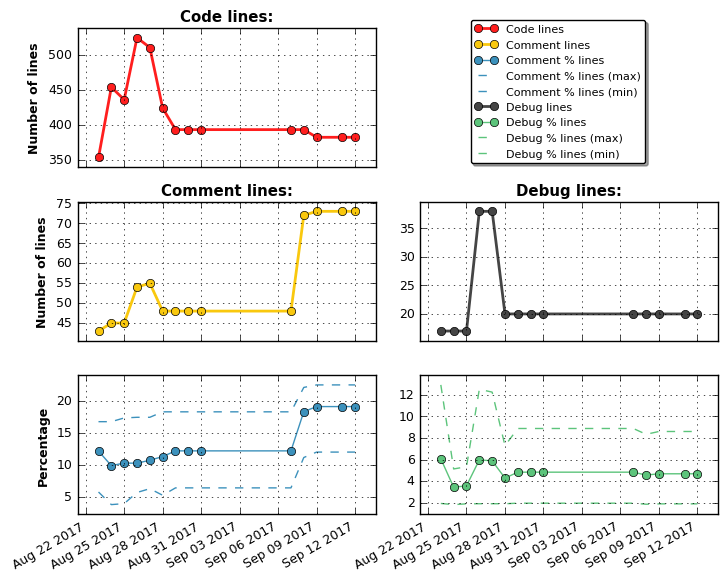 Code lines:
Number of lines
500
450
400
350
Code lines
Comment lines
Comment % lines
Comment % lines (max)
Comment % lines (min)
Debug lines
Debug % lines
Debug % lines (max)
Debug % lines (min)
Comment lines:
Number of lines
75
70
65
60
55
50
45
Debug lines:
35
30
25
20
Percentage
20
15
10
5
Aug 22 2017
Aug 25 2017
Aug 28 2017
Aug 31 2017
Sep 03 2017
Sep 06 2017
Sep 09 2017
Sep 12 2017
12
10
8
6
4
2
Aug 22 2017
Aug 25 2017
Aug 28 2017
Aug 31 2017
Sep 03 2017
Sep 06 2017
Sep 09 2017
Sep 12 2017